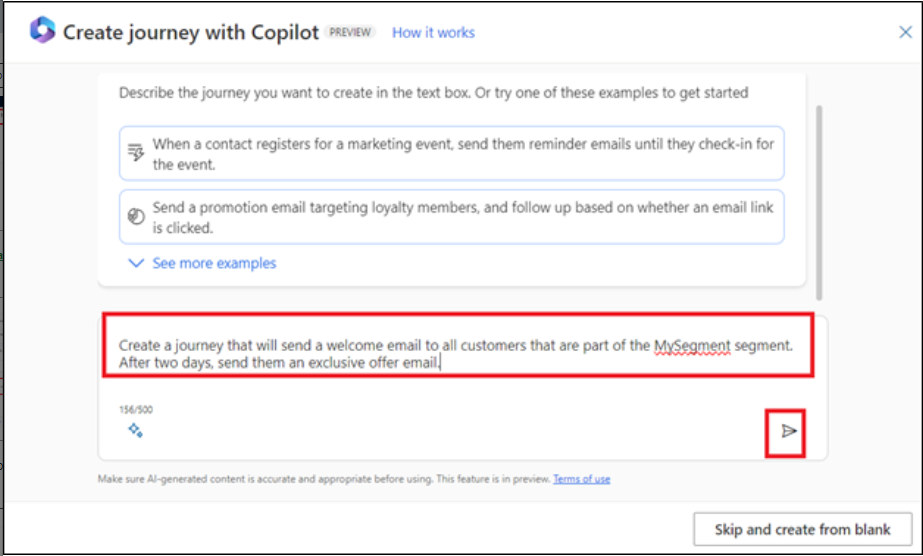 Create journey with Copilot PREVIEW How it works
Describe the journey you want to create in the text box. Or try one of these examples to get started
When a contact registers for a marketing event, send them reminder emails until they check-in for
the event.
Send a promotion email targeting loyalty members, and follow up based on whether an email link
is clicked.
See more examples
Create a journey that will send a welcome email to all customers that are part of the MySegment segment.
After two days, send them an exclusive offer email.
156/500
Make sure AI-generated content is accurate and appropriate before using. This feature is in preview. Terms of use
Skip and create from blank